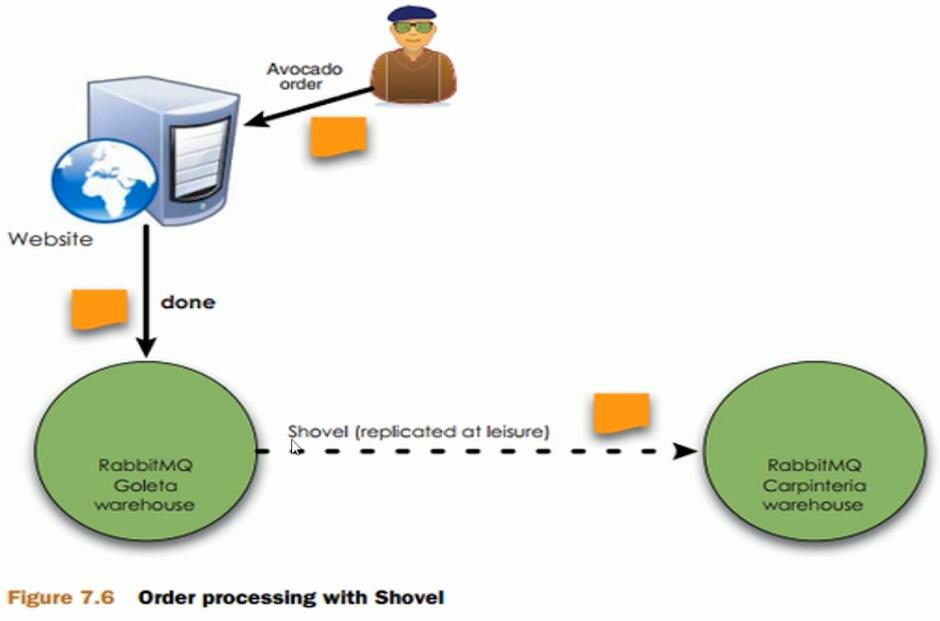 Avocado
order
Website
done
Shovel (replicated at leisure)
RabbitMQ
Goleta
warehouse
RabbitMQ
Carpinteria
warehouse
Figure 7.6 Order processing with Shovel